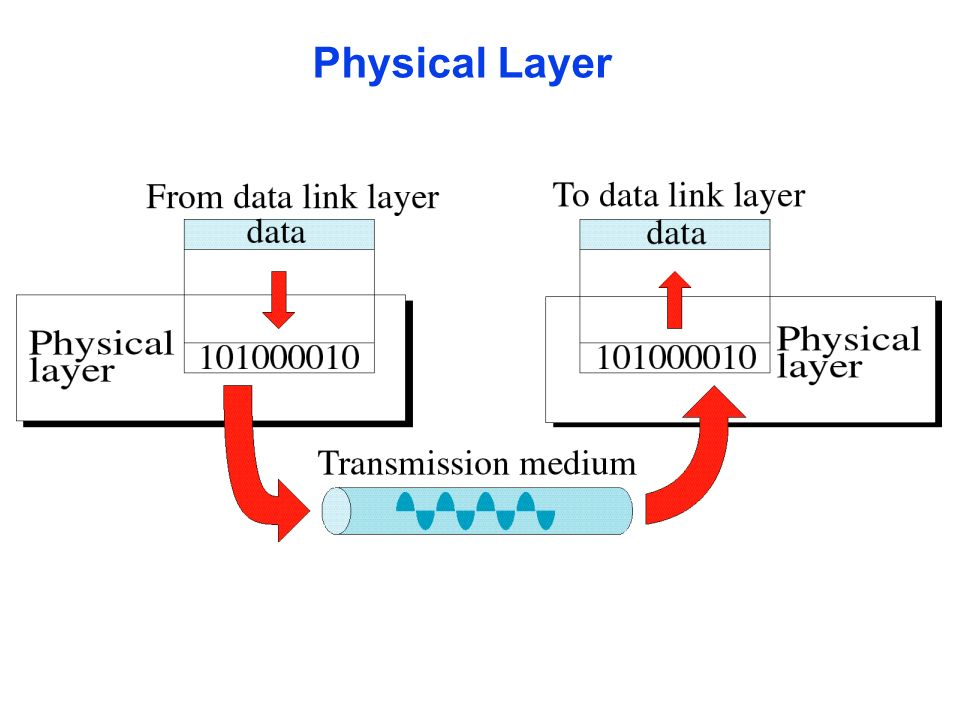 Physical Layer
From data link layer
data
Physical
layer
101000010
To data link layer
data
101000010
Physical
layer
Transmission medium